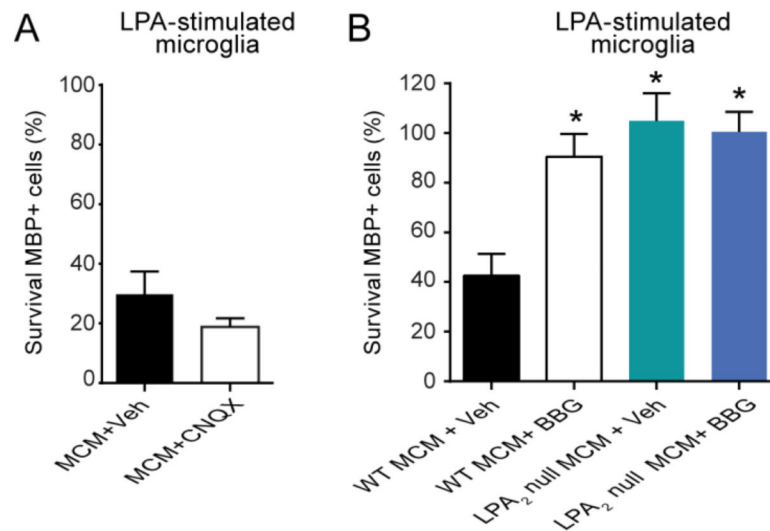 A
LPA-stimulated
microglia
Survival MBP+ cells (%)
100
80
60
40
20
0
MCM+Veh
MCM+CNQX
B
LPA-stimulated
microglia
Survival MBP+ cells (%)
120
100
80
60
40
20
0
*
*
*
WT MCM + Veh
WT MCM+ BBG
LPA₂ null MCM + Veh
LPA₂ null MCM+ BBG